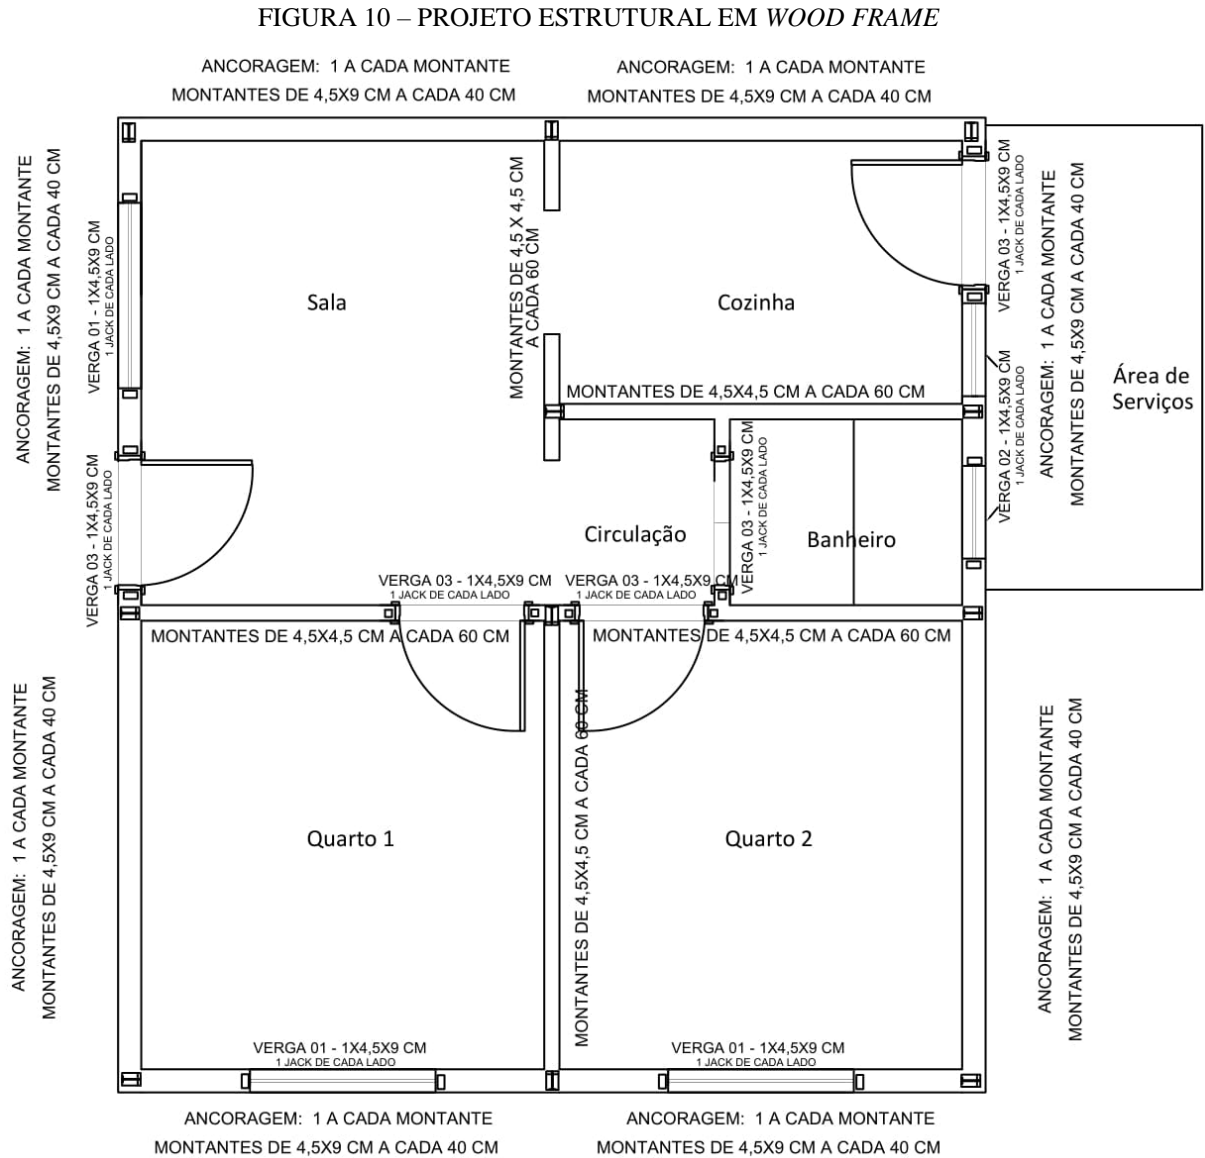 FIGURA 10 – PROJETO ESTRUTURAL EM WOOD FRAME
ANCORAGEM: 1 A CADA MONTANTE
MONTANTES DE 4,5X9 CM A CADA 40 CM
ANCORAGEM: 1 A CADA MONTANTE
MONTANTES DE 4,5X9 CM A CADA 40 CM
ANCORAGEM: 1 A CADA MONTANTE
MONTANTES DE 4,5X9 CM A CADA 40 CM
VERGA 01 - 1X4,5X9 CM
1 JACK DE CADA LADO
Sala
MONTANTES DE 4,5 X 4,5 CM
A CADA 60 CM
Cozinha
VERGA 03 - 1X4,5X9 CM
1 JACK DE CADA LADO
ANCORAGEM: 1 A CADA MONTANTE
MONTANTES DE 4,5X9 CM A CADA 40 CM
Área de
Serviços
MONTANTES DE 4,5X4,5 CM A CADA 60 CM
VERGA 02 - 1X4,5X9 CM
1 JACK DE CADA LADO
VERGA 03 - 1X4,5X9 CM
1 JACK DE CADA LADO
Circulação
VERGA 03 - 1X4,5X9 CM
1 JACK DE CADA LADO
Banheiro
VERGA 03 - 1X4,5X9 CM
1 JACK DE CADA LADO
VERGA 03 - 1X4,5X9 CM
1 JACK DE CADA LADO
MONTANTES DE 4,5X4,5 CM A CADA 60 CM
MONTANTES DE 4,5X4,5 CM A CADA 60 CM
ANCORAGEM: 1 A CADA MONTANTE
MONTANTES DE 4,5X9 CM A CADA 40 CM
Quarto 1
MONTANTES DE 4,5X4,5 CM A CADA 60 CM
Quarto 2
ANCORAGEM: 1 A CADA MONTANTE
MONTANTES DE 4,5X9 CM A CADA 40 CM
VERGA 01 - 1X4,5X9 CM
1 JACK DE CADA LADO
VERGA 01 - 1X4,5X9 CM
1 JACK DE CADA LADO
ANCORAGEM: 1 A CADA MONTANTE
MONTANTES DE 4,5X9 CM A CADA 40 CM
ANCORAGEM: 1 A CADA MONTANTE
MONTANTES DE 4,5X9 CM A CADA 40 CM